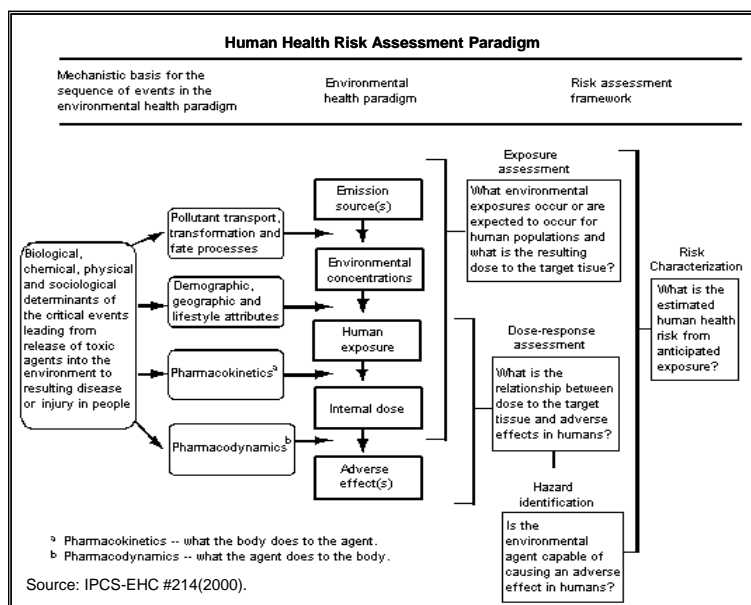 Human Health Risk Assessment Paradigm
Mechanistic basis for the
sequence of events in the
environmental health paradigm
Environmental
health paradigm
Risk assessment
framework
Biological,
chemical, physical
and sociological
determinants of
the critical events
leading from
release of toxic
agents into the
environment to
resulting disease
or injury in people
Pollutant transport,
transformation and
fate processes
Demographic,
geographic and
lifestyle attributes
Pharmacokinetics a
Pharmacodynamics b
Emission
source(s)
Environmental
concentrations
Human
exposure
Internal dose
Adverse
effect(s)
Exposure
assessment
What environmental
exposures occur or are
expected to occur for
human populations and
what is the resulting
dose to the target tissue?
Dose-response
assessment
What is the
relationship between
dose to the target
tissue and adverse
effects in humans?
Hazard
identification
Is the
environmental
agent capable of
causing an adverse
effect in humans?
Risk
Characterization
What is the
estimated
human health
risk from
anticipated
exposure?
a Pharmacokinetics -- what the body does to the agent.
b Pharmacodynamics -- what the agent does to the body.
Source: IPCS-EHC #214(2000).